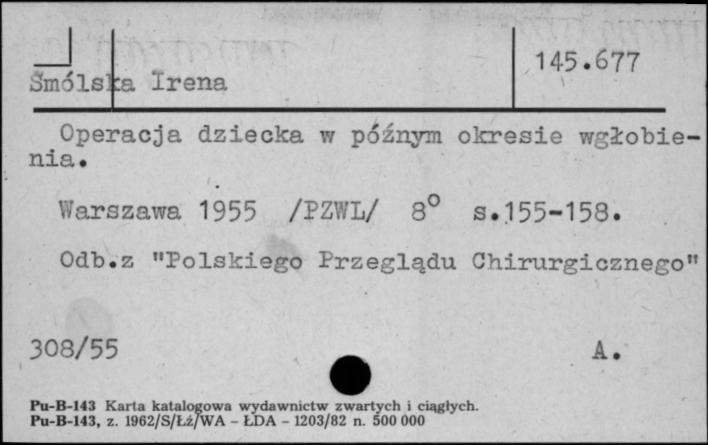 145.677
Smólska Irena
Operacja dziecka w późnym okresie wgłobie-
nia.
Warszawa 1955 /PZWL/ 8° s.155-158.
Odb.z "Polskiego Przeglądu Chirurgicznego"
308/55 A.
Pu-B-143 Karta katalogowa wydawnictw zwartych i ciągłych.
Pu-B-143, z. 1962/S/Łż/WA - ŁDA - 1203/82 n. 500 000